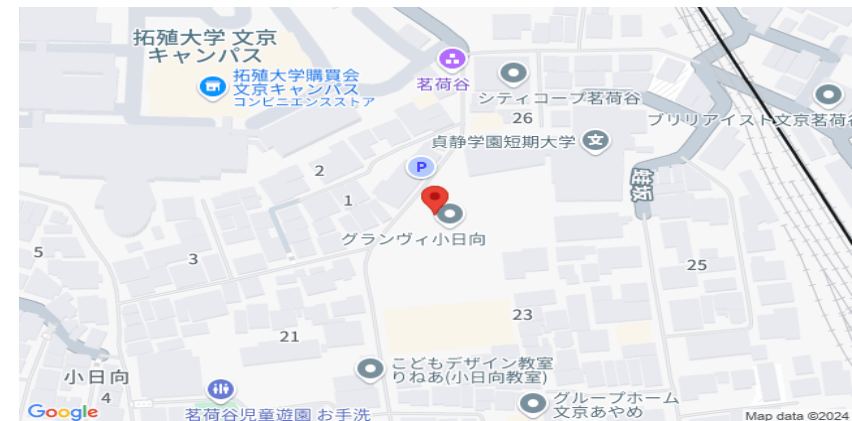 拓殖大学 文京
キャンパス
拓殖大学購買会
文京キャンパス
コンビニエンスストア
茗荷谷
シティコープ茗荷谷
26
ブリリアイスト文京茗荷谷
貞静学園短期大学
文
P
2
1
グランヴィ小日向
5
3
25
23
21
こどもデザイン教室
りねあ(小日向教室)
小日向
4
茗荷谷児童遊園 お手洗
グループホーム
文京あやめ
Google
Map data ©2024